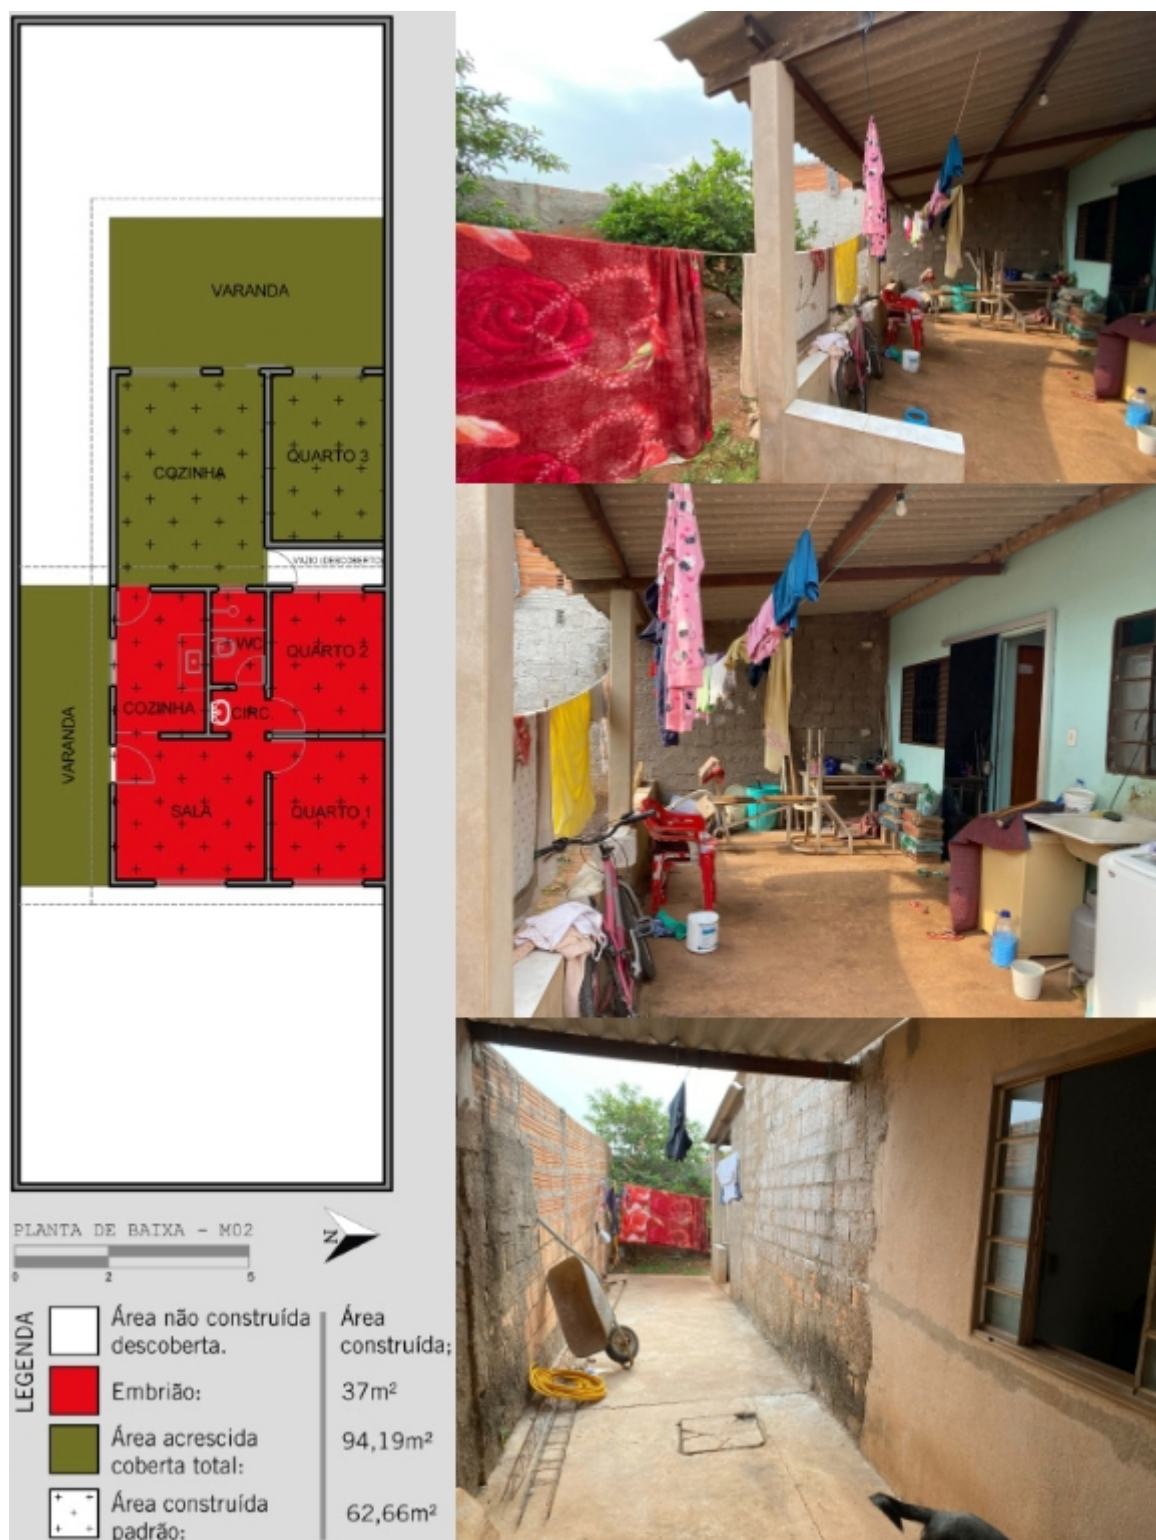 VARANDA
COZINHA
QUARTO 3
VAZIO (DESCOBERTO)
WC
QUARTO 2
COZINHA
CIRC.
VARANDA
SALA
QUARTO 1
PLANTA DE BAIXA - M02
N
0 2 5
LEGENDA
Área não construída
descoberta.
Área
construída;
Embrião:
37m²
Área acrescida
coberta total:
94,19m²
Área construída
padrão:
62,66m²